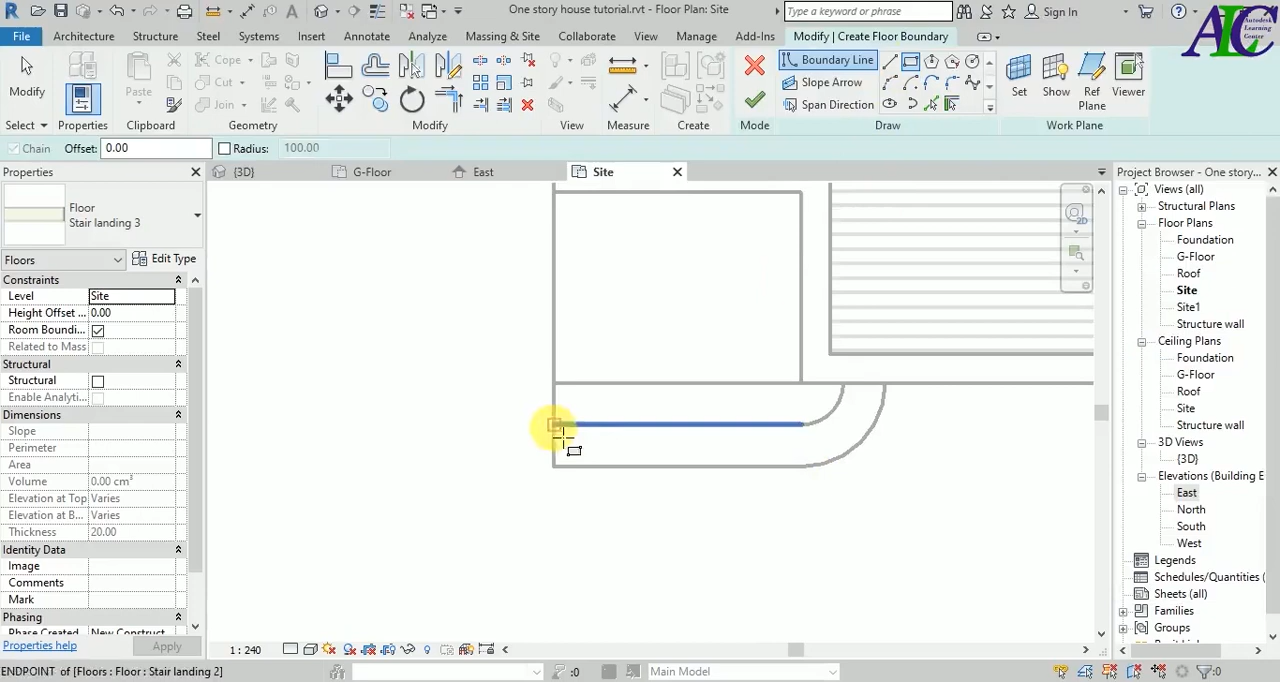 One story house tutorial.rvt - Floor Plan: Site
Type a keyword or phrase
Sign In
ALC
Autodesk
Learning
Center
File
Architecture
Structure
Steel
Systems
Insert
Annotate
Analyze
Massing & Site
Collaborate
View
Manage
Add-Ins
Modify | Create Floor Boundary
Modify
Paste
Cope
Cut
Join
Boundary Line
Slope Arrow
Span Direction
Set
Show
Ref
Plane
Viewer
Select
Properties
Clipboard
Geometry
Modify
View
Measure
Create
Mode
Draw
Work Plane
Chain
Offset:
0.00
Radius:
100.00
Properties
{3D}
G-Floor
East
Site
Floor
Stair landing 3
Floors
Edit Type
Constraints
Level
Site
Height Offset ...
0.00
Room Boundi...
Related to Mass
Structural
Structural
Enable Analyti...
Dimensions
Slope
Perimeter
Area
Volume
0.00 cm³
Elevation at Top
Varies
Elevation at B...
Varies
Thickness
20.00
Identity Data
Image
Comments
Mark
Phasing
Phase Created
New Construct
Properties help
Apply
2D
Project Browser - One story...
Views (all)
Structural Plans
Floor Plans
Foundation
G-Floor
Roof
Site
Site1
Structure wall
Ceiling Plans
Foundation
G-Floor
Roof
Site
Structure wall
3D Views
{3D}
Elevations (Building E
East
North
South
West
Legends
Schedules/Quantities (
Sheets (all)
Families
Groups
1 : 240
ENDPOINT of [Floors : Floor : Stair landing 2]
:0
Main Model
:0